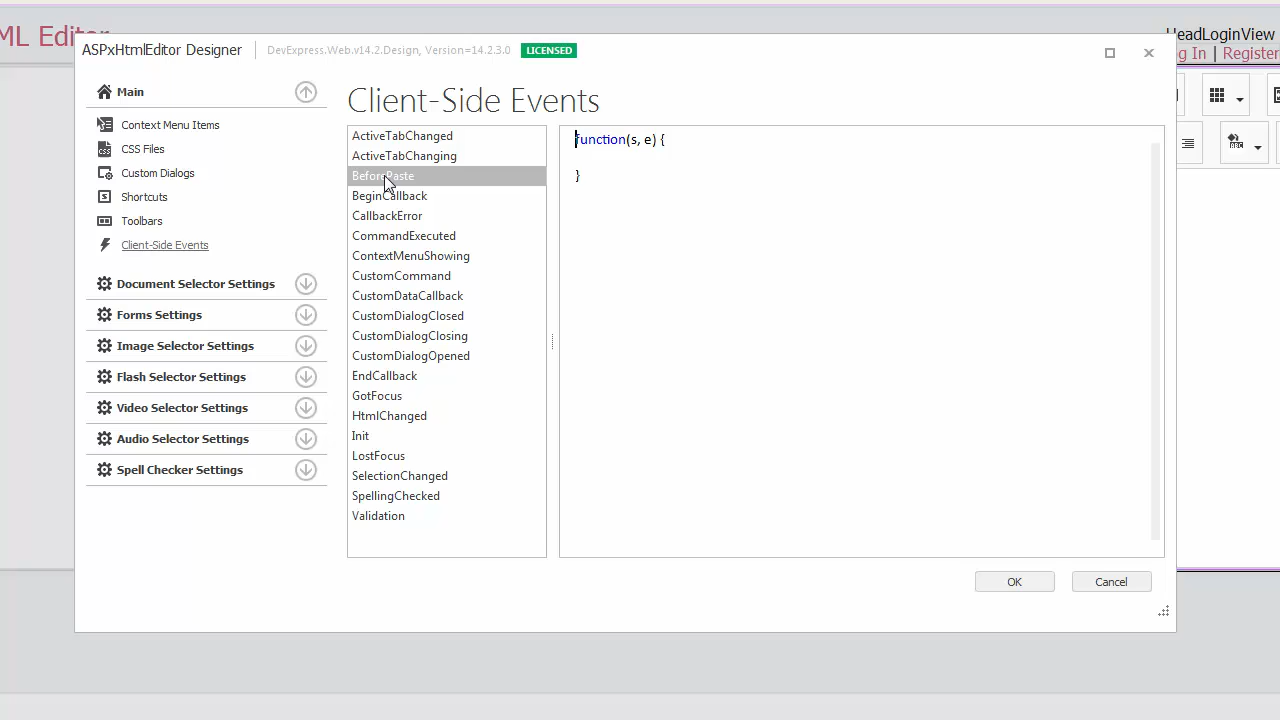 ML Editor
ASPxHtmlEditor Designer
DevExpress.Web.v14.2.Design, Version=14.2.3.0
LICENSED
HeadLoginView
Log In | Register
Main
Context Menu Items
CSS Files
Custom Dialogs
Shortcuts
Toolbars
Client-Side Events
Document Selector Settings
Forms Settings
Image Selector Settings
Flash Selector Settings
Video Selector Settings
Audio Selector Settings
Spell Checker Settings
Client-Side Events
ActiveTabChanged
ActiveTabChanging
BeforePaste
BeginCallback
CallbackError
CommandExecuted
ContextMenuShowing
CustomCommand
CustomDataCallback
CustomDialogClosed
CustomDialogClosing
CustomDialogOpened
EndCallback
GotFocus
HtmlChanged
Init
LostFocus
SelectionChanged
SpellingChecked
Validation
function(s, e) {
}
OK
Cancel